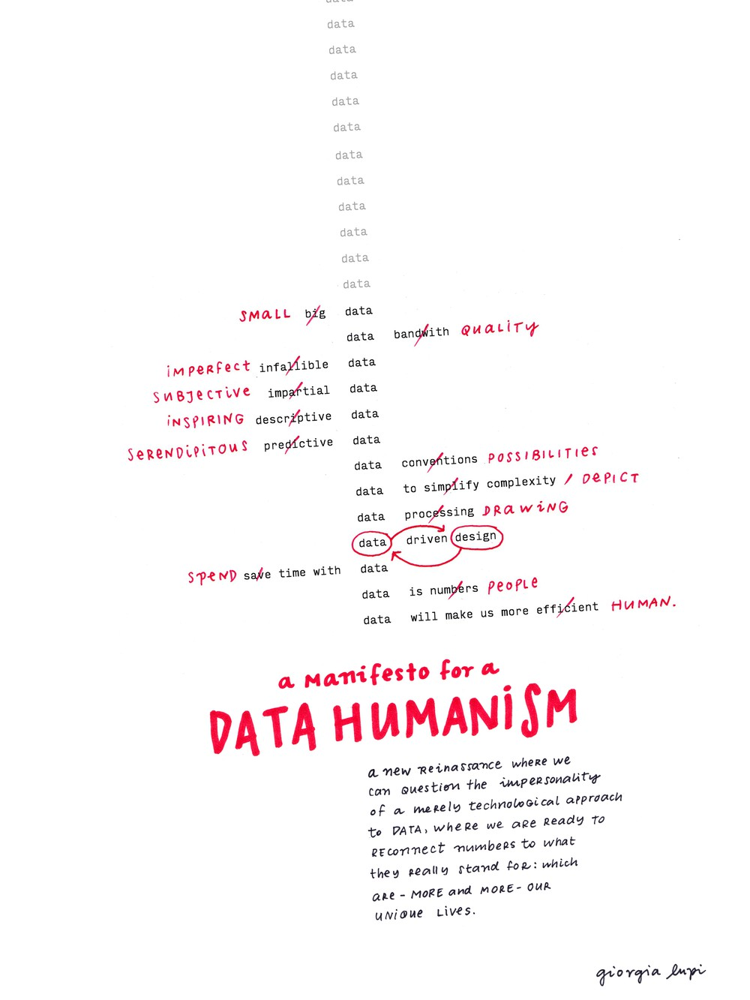 data
data
data
data
data
data
data
data
data
data
data
data
SMALL big data
data bandwith QUALITY
IMPERFECT infallible data
SUBJECTIVE impartial data
INSPIRING descriptive data
SERENDIPITOUS predictive data
data conventions POSSIBILITIES
data to simplify complexity / DEPICT
data processing DRAWING
data driven design
SPEND save time with data
data is numbers PEOPLE
data will make us more efficient HUMAN.
a Manifesto for a
DATA HUMANISM
a new Reinassance where we
can question the impersonality
of a merely technological approach
to DATA, where we are ready to
REconnect numbers to what
they really stand for: which
are - MORE and MORE - OUR
UNIQUE LIVES.
giorgia lupi